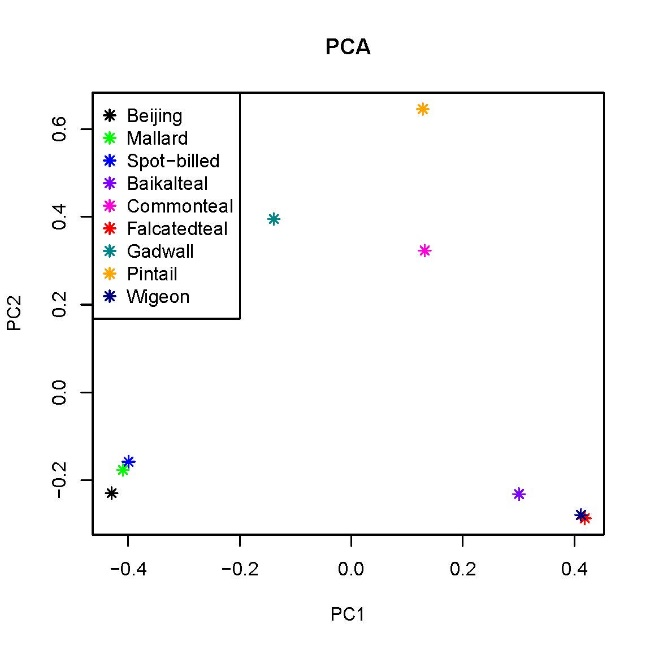 PCA
Beijing
Mallard
Spot−billed
Baikalteal
Commonteal
Falcatedteal
Gadwall
Pintail
Wigeon
0.6
0.4
0.2
0.0
−0.2
PC2
−0.4 −0.2 0.0 0.2 0.4
PC1